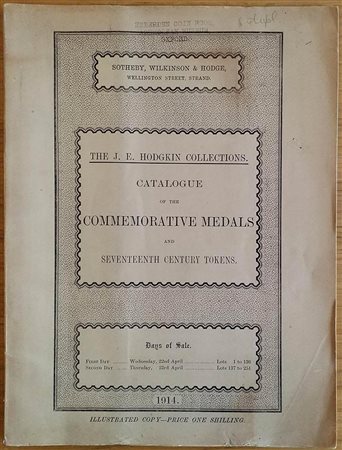 OXFORD
SOTHEBY, WILKINSON & HODGE,
WELLINGTON STREET, STRAND.
THE J. E. HODGKIN COLLECTIONS.
CATALOGUE
OF THE
COMMEMORATIVE MEDALS
AND
SEVENTEENTH CENTURY TOKENS.
Days of Sale.
FIRST DAY ...... Wednesday, 22nd April ...... Lots 1 to 136
SECOND DAY ...... Thursday, 23rd April ...... Lots 137 to 251
1914.
ILLUSTRATED COPY—PRICE ONE SHILLING.